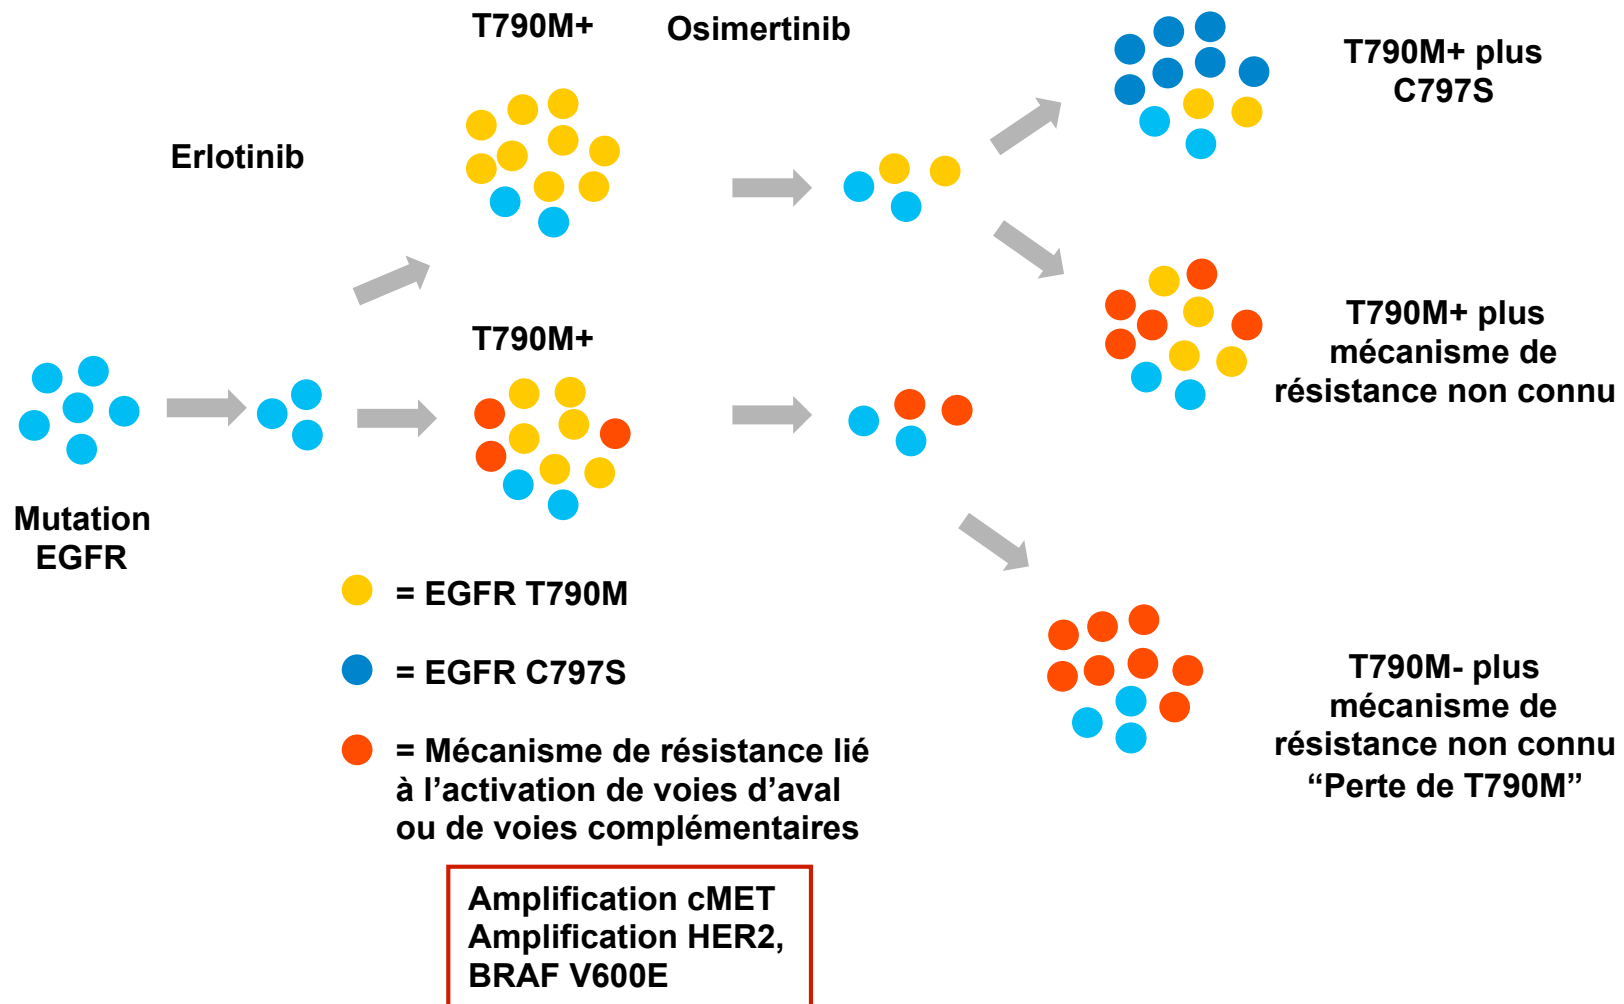 T790M+
Osimertinib
T790M+ plus
C797S
Erlotinib
T790M+
T790M+ plus
mécanisme de
résistance non connu
Mutation
EGFR
= EGFR T790M
= EGFR C797S
= Mécanisme de résistance lié
à l’activation de voies d’aval
ou de voies complémentaires
T790M- plus
mécanisme de
résistance non connu
“Perte de T790M”
Amplification cMET
Amplification HER2,
BRAF V600E